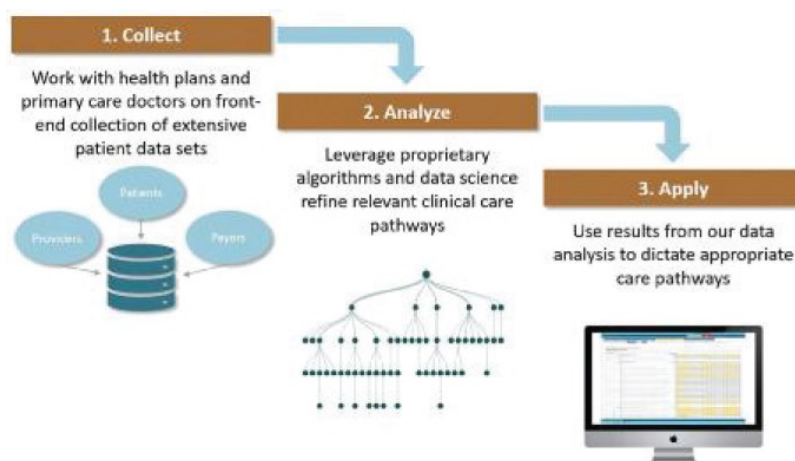 1. Collect
Work with health plans and
primary care doctors on front-
end collection of extensive
patient data sets
Patients
Providers
Payors
2. Analyze
Leverage proprietary
algorithms and data science
refine relevant clinical care
pathways
3. Apply
Use results from our data
analysis to dictate appropriate
care pathways